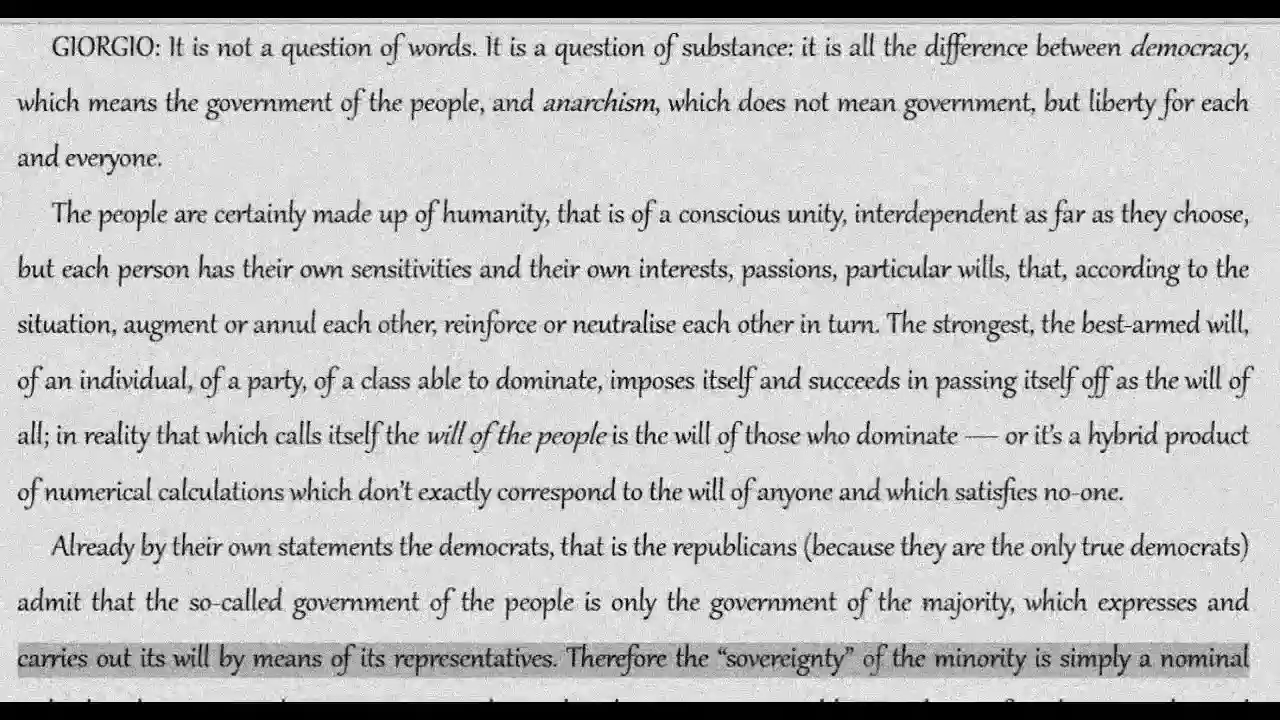 GIORGIO: It is not a question of words. It is a question of substance: it is all the difference between democracy,
which means the government of the people, and anarchism, which does not mean government, but liberty for each
and everyone.
The people are certainly made up of humanity, that is of a conscious unity, interdependent as far as they choose,
but each person has their own sensitivities and their own interests, passions, particular wills, that, according to the
situation, augment or annul each other, reinforce or neutralise each other in turn. The strongest, the best-armed will,
of an individual, of a party, of a class able to dominate, imposes itself and succeeds in passing itself off as the will of
all; in reality that which calls itself the will of the people is the will of those who dominate — or it's a hybrid product
of numerical calculations which don't exactly correspond to the will of anyone and which satisfies no-one.
Already by their own statements the democrats, that is the republicans (because they are the only true democrats)
admit that the so-called government of the people is only the government of the majority, which expresses and
carries out its will by means of its representatives. Therefore the “sovereignty” of the minority is simply a nominal